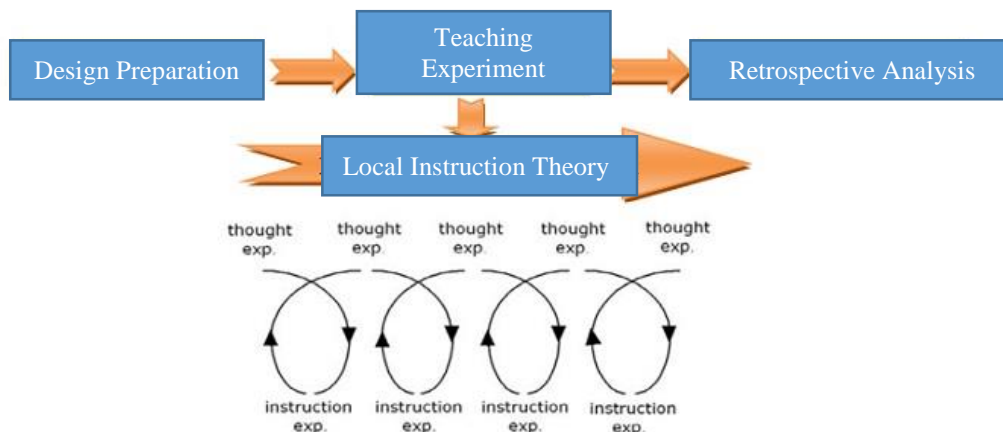 Design Preparation
Teaching
Experiment
Retrospective Analysis
Local Instruction Theory
thought thought thought thought thought
exp. exp. exp. exp. exp.
instruction instruction instruction instruction
exp. exp. exp. exp.